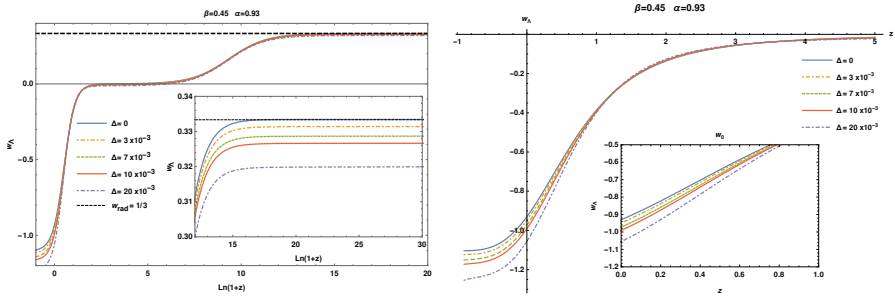 β=0.45 α=0.93
0.0
-0.5
-1.0
w_Λ
Δ= 0
Δ= 3 x10⁻³
Δ= 7 x10⁻³
Δ= 10 x10⁻³
Δ= 20 x10⁻³
w_rad = 1/3
0.34
0.33
0.32
0.31
0.30
w_Λ
15 20 25 30
Ln(1+z)
0 5 10 15 20
Ln(1+z)
β=0.45 α=0.93
w_Λ
z
-1 0 1 2 3 4 5
-0.2
-0.4
-0.6
-0.8
-1.0
-1.2
Δ= 0
Δ= 3 x10⁻³
Δ= 7 x10⁻³
Δ= 10 x10⁻³
Δ= 20 x10⁻³
w₀
-0.5
-0.6
-0.7
-0.8
-0.9
-1.0
-1.1
-1.2
w_Λ
0.0 0.2 0.4 0.6 0.8 1.0
z